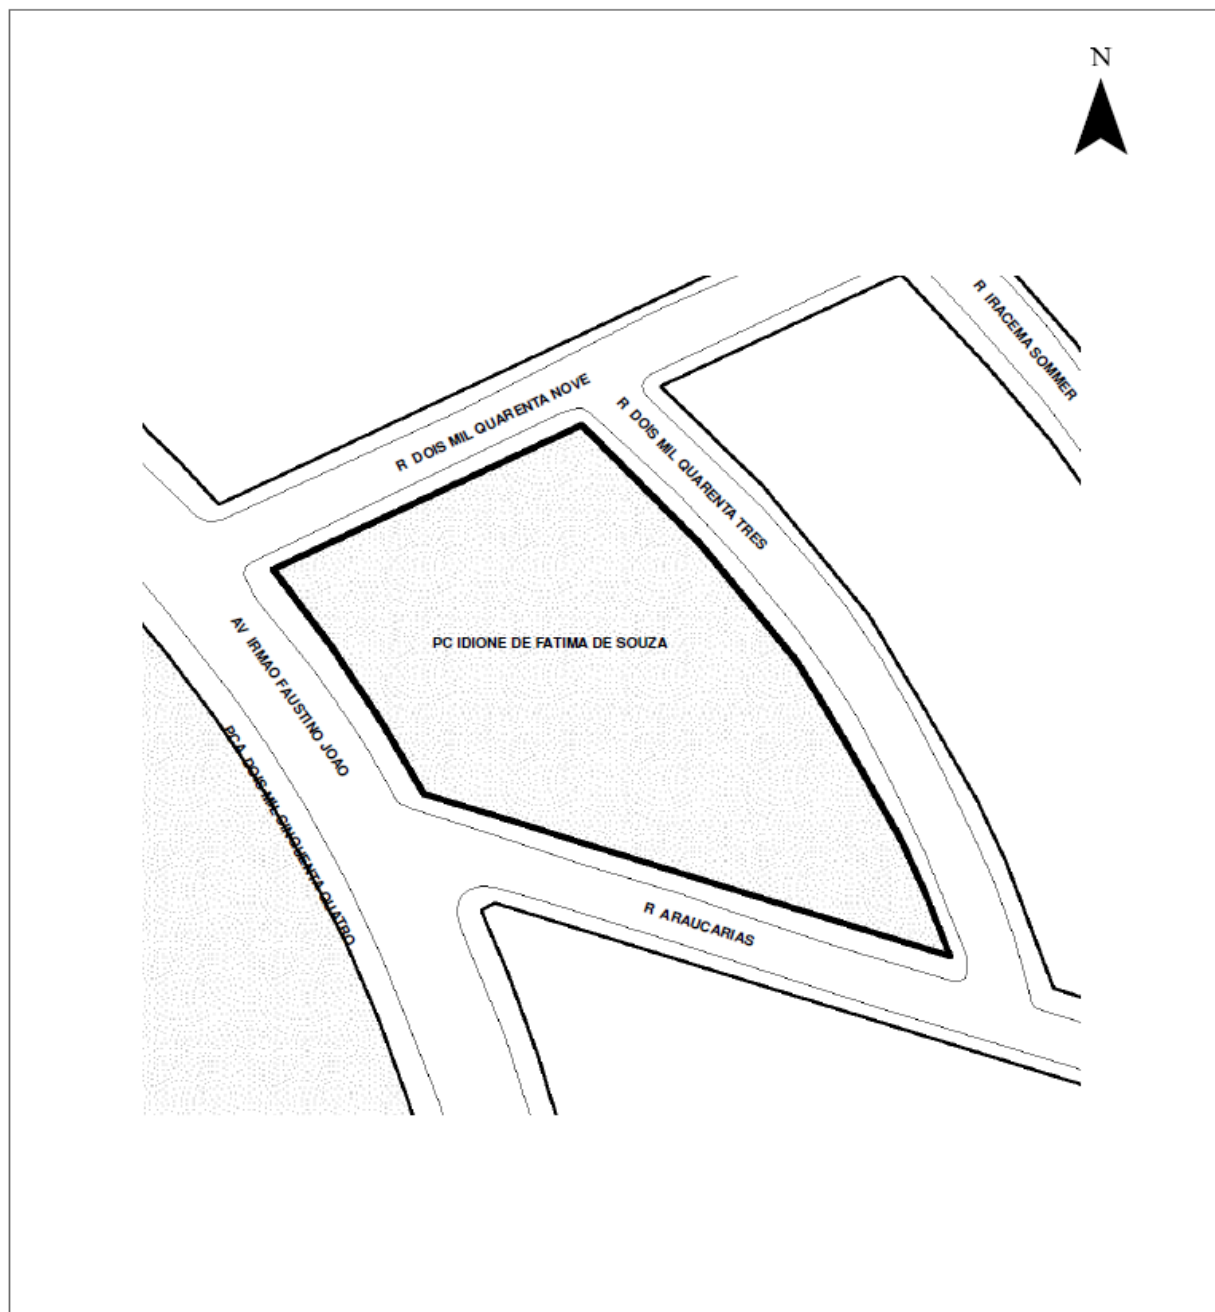 N
R IRACEMA SOMMER
R DOIS MIL QUARENTA NOVE
R DOIS MIL QUARENTA TRES
PC IDIONE DE FATIMA DE SOUZA
AV IRMAO FAUSTINO JOAO
PCA DOIS MIL CINQUENTA QUATRO
R ARAUCARIAS